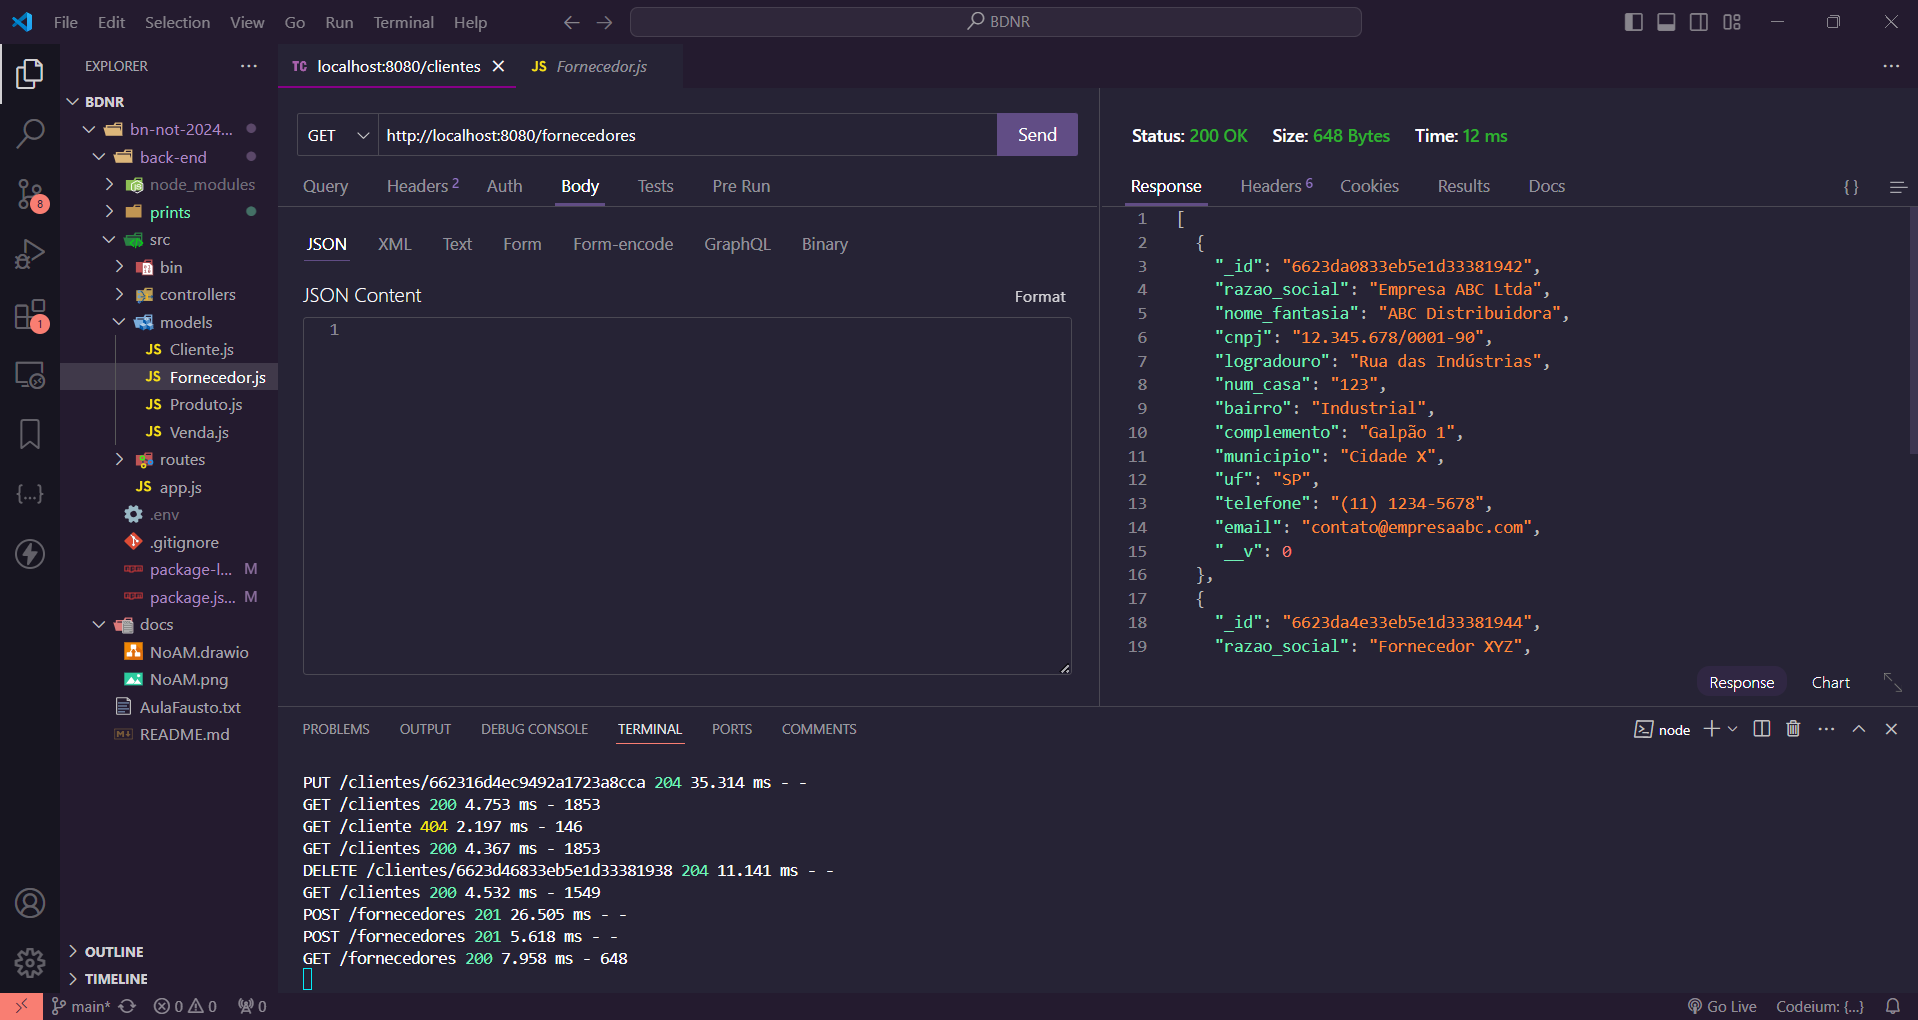 File Edit Selection View Go Run Terminal Help
BDNR
EXPLORER
BDNR
bn-not-2024...
back-end
node_modules
prints
src
bin
controllers
models
JS Cliente.js
JS Fornecedor.js
JS Produto.js
JS Venda.js
routes
JS app.js
.env
.gitignore
package-l... M
package.js... M
docs
NoAM.drawio
NoAM.png
AulaFausto.txt
README.md
OUTLINE
TIMELINE
8
1
TC localhost:8080/clientes
JS Fornecedor.js
GET http://localhost:8080/fornecedores Send
Query Headers 2 Auth Body Tests Pre Run
JSON XML Text Form Form-encode GraphQL Binary
JSON Content Format
1
Status: 200 OK Size: 648 Bytes Time: 12 ms
Response Headers 6 Cookies Results Docs { }
1 [
2 {
3 "_id": "6623da0833eb5e1d33381942",
4 "razao_social": "Empresa ABC Ltda",
5 "nome_fantasia": "ABC Distribuidora",
6 "cnpj": "12.345.678/0001-90",
7 "logradouro": "Rua das Indústrias",
8 "num_casa": "123",
9 "bairro": "Industrial",
10 "complemento": "Galpão 1",
11 "municipio": "Cidade X",
12 "uf": "SP",
13 "telefone": "(11) 1234-5678",
14 "email": "contato@empresaabc.com",
15 "__v": 0
16 },
17 {
18 "_id": "6623da4e33eb5e1d33381944",
19 "razao_social": "Fornecedor XYZ",
Response Chart
PROBLEMS OUTPUT DEBUG CONSOLE TERMINAL PORTS COMMENTS
node
PUT /clientes/662316d4ec9492a1723a8cca 204 35.314 ms - -
GET /clientes 200 4.753 ms - 1853
GET /cliente 404 2.197 ms - 146
GET /clientes 200 4.367 ms - 1853
DELETE /clientes/6623d46833eb5e1d33381938 204 11.141 ms - -
GET /clientes 200 4.532 ms - 1549
POST /fornecedores 201 26.505 ms - -
POST /fornecedores 201 5.618 ms - -
GET /fornecedores 200 7.958 ms - 648
main* 0 0 0
Go Live Codeium: {...}